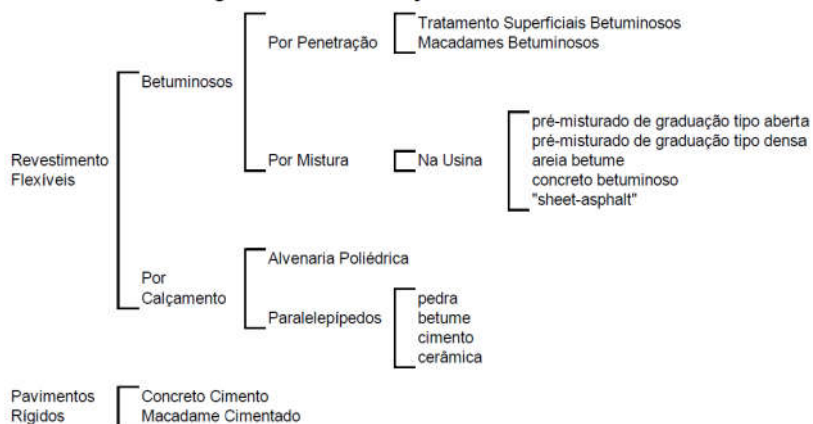 Tratamento Superficiais Betuminosos
Por Penetração
Macadames Betuminosos
Betuminosos
pré-misturado de graduação tipo aberta
pré-misturado de graduação tipo densa
Revestimento
Flexíveis
Por Mistura
Na Usina
areia betume
concreto betuminoso
"sheet-asphalt"
Alvenaria Poliédrica
Por
Calçamento
pedra
Paralelepípedos
betume
cimento
cerâmica
Pavimentos
Rígidos
Concreto Cimento
Macadame Cimentado